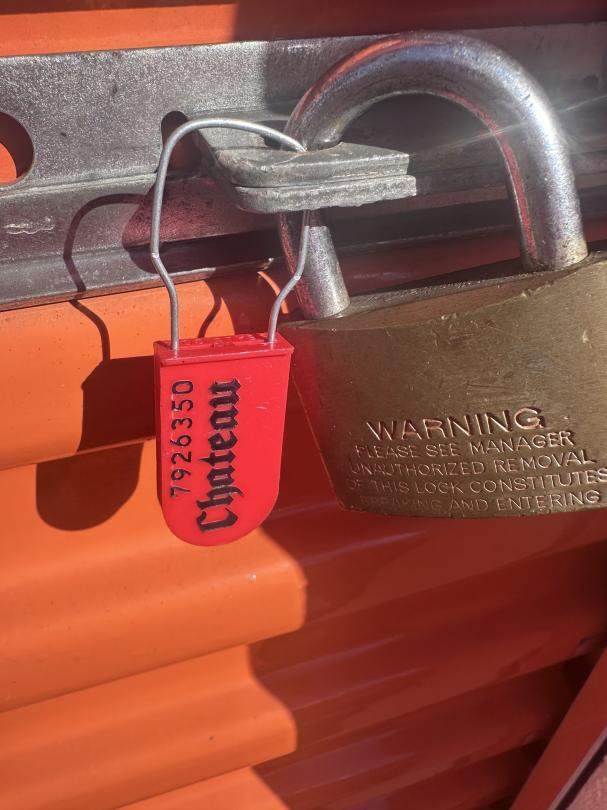 7926350
Chateau
WARNING
PLEASE SEE MANAGER
UNAUTHORIZED REMOVAL
OF THIS LOCK CONSTITUTES
BREAKING AND ENTERING